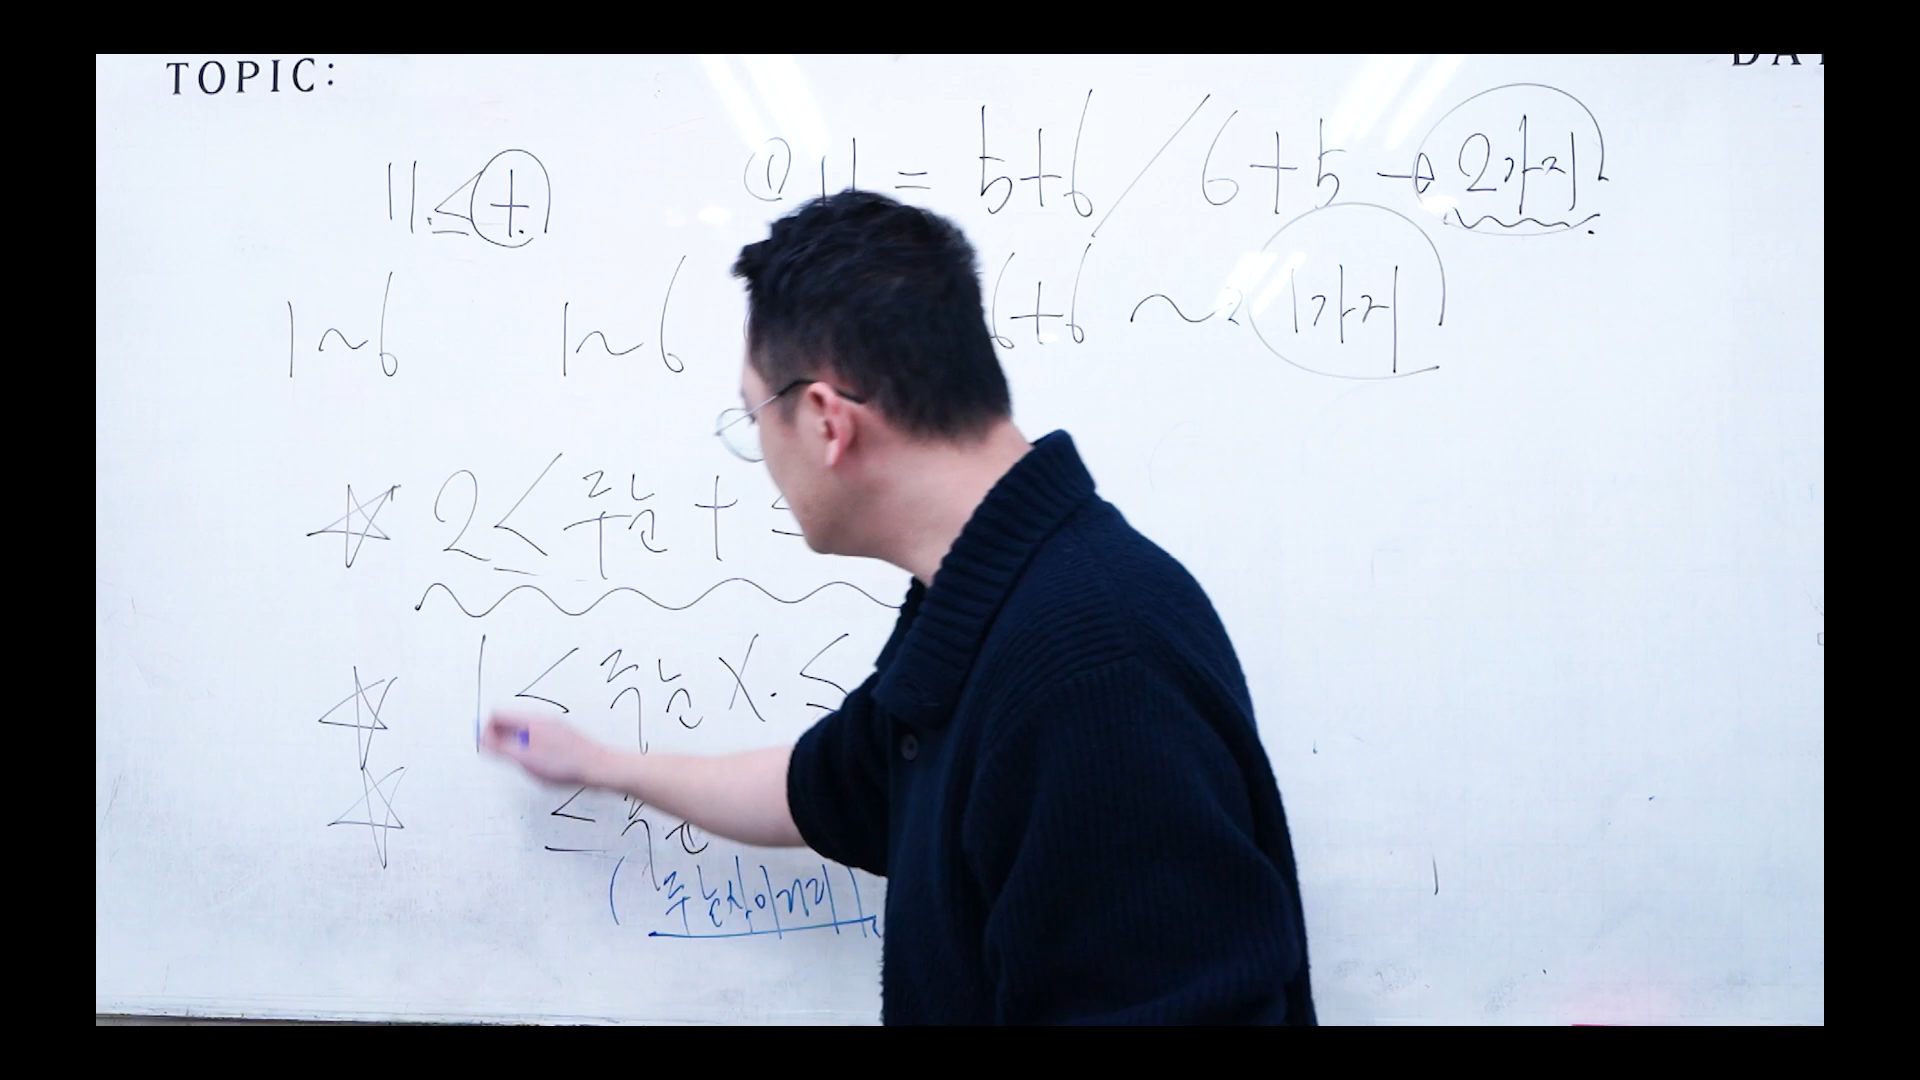 TOPIC:
11 ≤ +
① 11 = 5+6 / 6+5 → 2가지
1~6 1~6
6+6 ~ 1가지
☆ 2 ≤ 주눈 + ≤
☆ 1 ≤ 주눈 X ≤
☆ ≤ 주눈
(주눈차이거리)